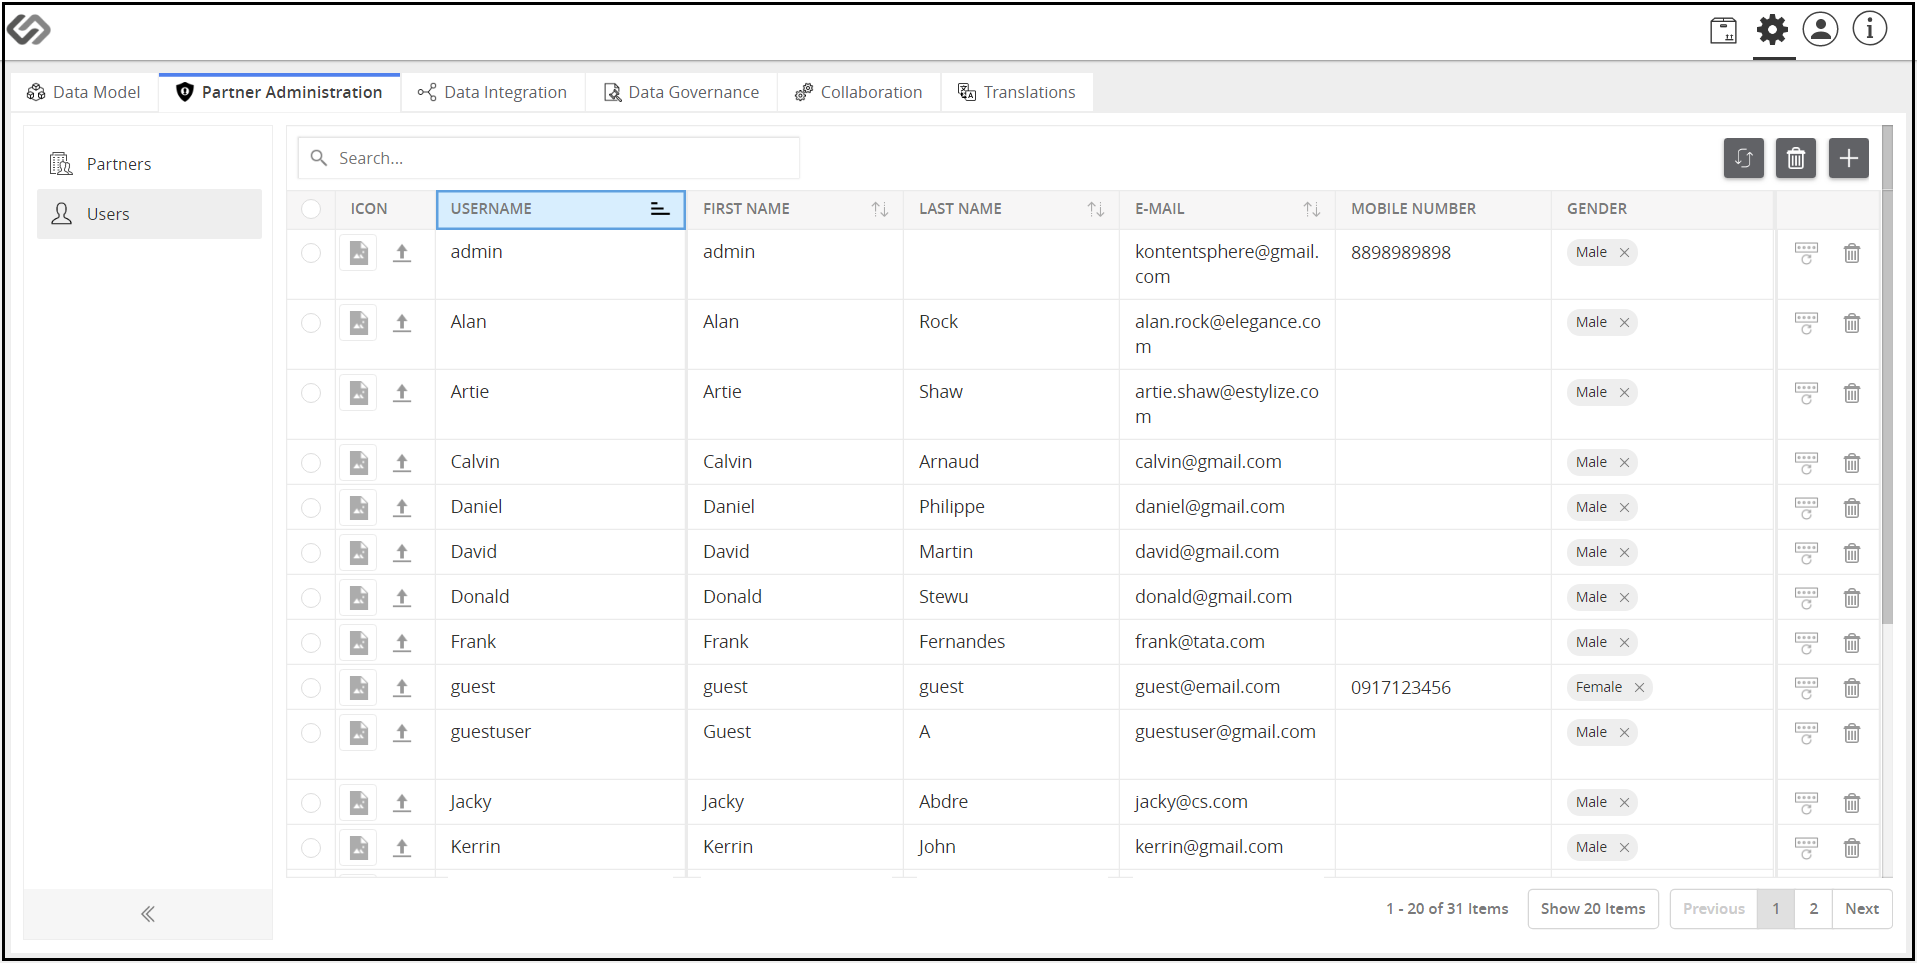 Data Model
Partner Administration
Data Integration
Data Governance
Collaboration
Translations
Partners
Users
Search...
ICON USERNAME FIRST NAME LAST NAME E-MAIL MOBILE NUMBER GENDER
admin admin kontentsphere@gmail. 8898989898 Male
com
Alan Alan Rock alan.rock@elegance.co Male
m
Artie Artie Shaw artie.shaw@estylize.co Male
m
Calvin Calvin Arnaud calvin@gmail.com Male
Daniel Daniel Philippe daniel@gmail.com Male
David David Martin david@gmail.com Male
Donald Donald Stewu donald@gmail.com Male
Frank Frank Fernandes frank@tata.com Male
guest guest guest guest@email.com 0917123456 Female
guestuser Guest A guestuser@gmail.com Male
Jacky Jacky Abdre jacky@cs.com Male
Kerrin Kerrin John kerrin@gmail.com Male
1 - 20 of 31 Items Show 20 Items Previous 1 2 Next